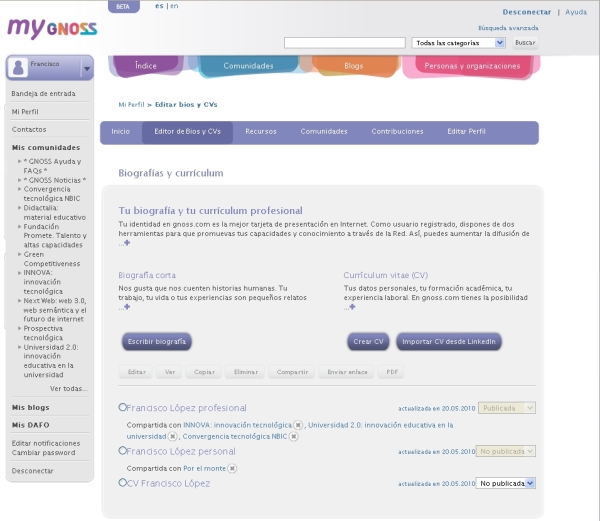 my GNOSS
BETA
es | en
Desconectar | Ayuda
Búsqueda avanzada
Todas las categorías
Buscar
Francisco
Índice
Comunidades
Blogs
Personas y organizaciones
Bandeja de entrada
Mi Perfil
Contactos
Mis comunidades
* GNOSS Ayuda y
FAQs *
* GNOSS Noticias *
Convergencia
tecnológica NBIC
Didactalia:
material educativo
Fundación
Promete. Talento y
altas capacidades
Green
Competitiveness
INNOVA:
innovación
tecnológica
Next Web: web 3.0,
web semántica y el
futuro de internet
Prospectiva
tecnológica
Universidad 2.0:
innovación
educativa en la
universidad
Ver todas...
Mis blogs
Mis DAFO
Editar notificaciones
Cambiar password
Desconectar
Mi Perfil > Editar bios y CVs
Inicio
Editor de Bios y CVs
Recursos
Comunidades
Contribuciones
Editar Perfil
Biografías y currículum
Tu biografía y tu currículum profesional
Tu identidad en gnoss.com es la mejor tarjeta de presentación en Internet. Como usuario registrado, dispones de dos
herramientas para que promuevas tus capacidades y conocimiento a través de la Red. Así, puedes aumentar la difusión de
...+
Biografía corta
Nos gusta que nos cuenten historias humanas. Tu
trabajo, tu vida o tus experiencias son pequeños relatos
...+
Currículum vitae (CV)
Tus datos personales, tu formación académica, tu
experiencia laboral. En gnoss.com tienes la posibilidad
...+
Escribir biografía
Crear CV
Importar CV desde LinkedIn
Editar
Ver
Copiar
Eliminar
Compartir
Enviar enlace
PDF
Francisco López profesional
actualizada en 20.05.2010
Publicada
Compartida con INNOVA: innovación tecnológica, Universidad 2.0: innovación educativa en la
universidad, Convergencia tecnológica NBIC
Francisco López personal
actualizada en 20.05.2010
No publicada
Compartida con Por el monte
CV Francisco López
actualizada en 20.05.2010
No publicada